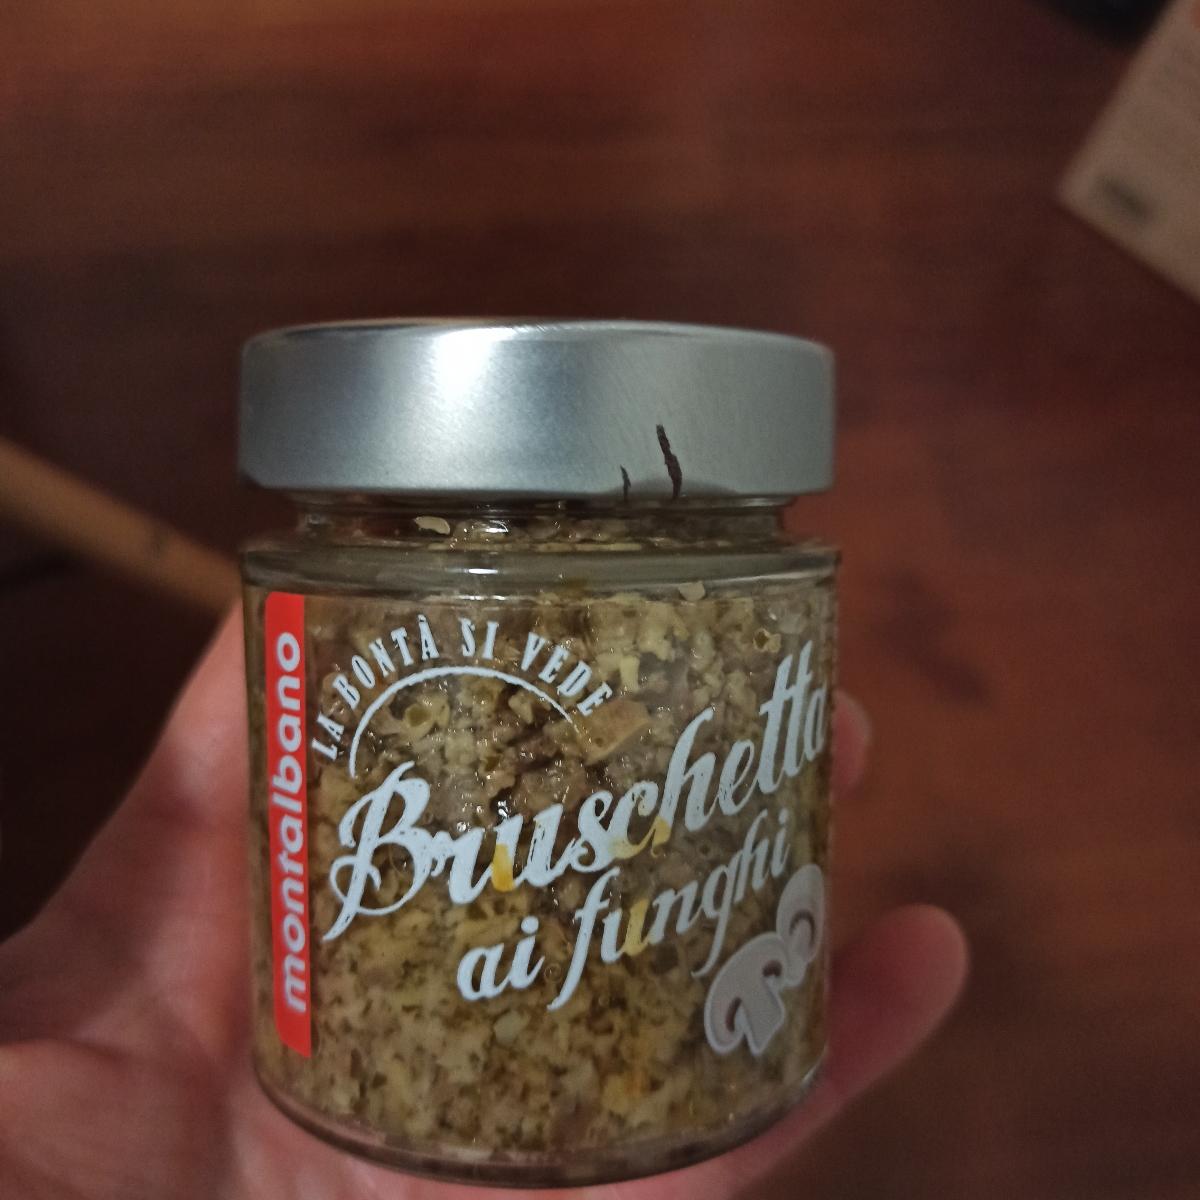 montalbano
LA BONTÀ SI VEDE
Bruschetta
ai funghi